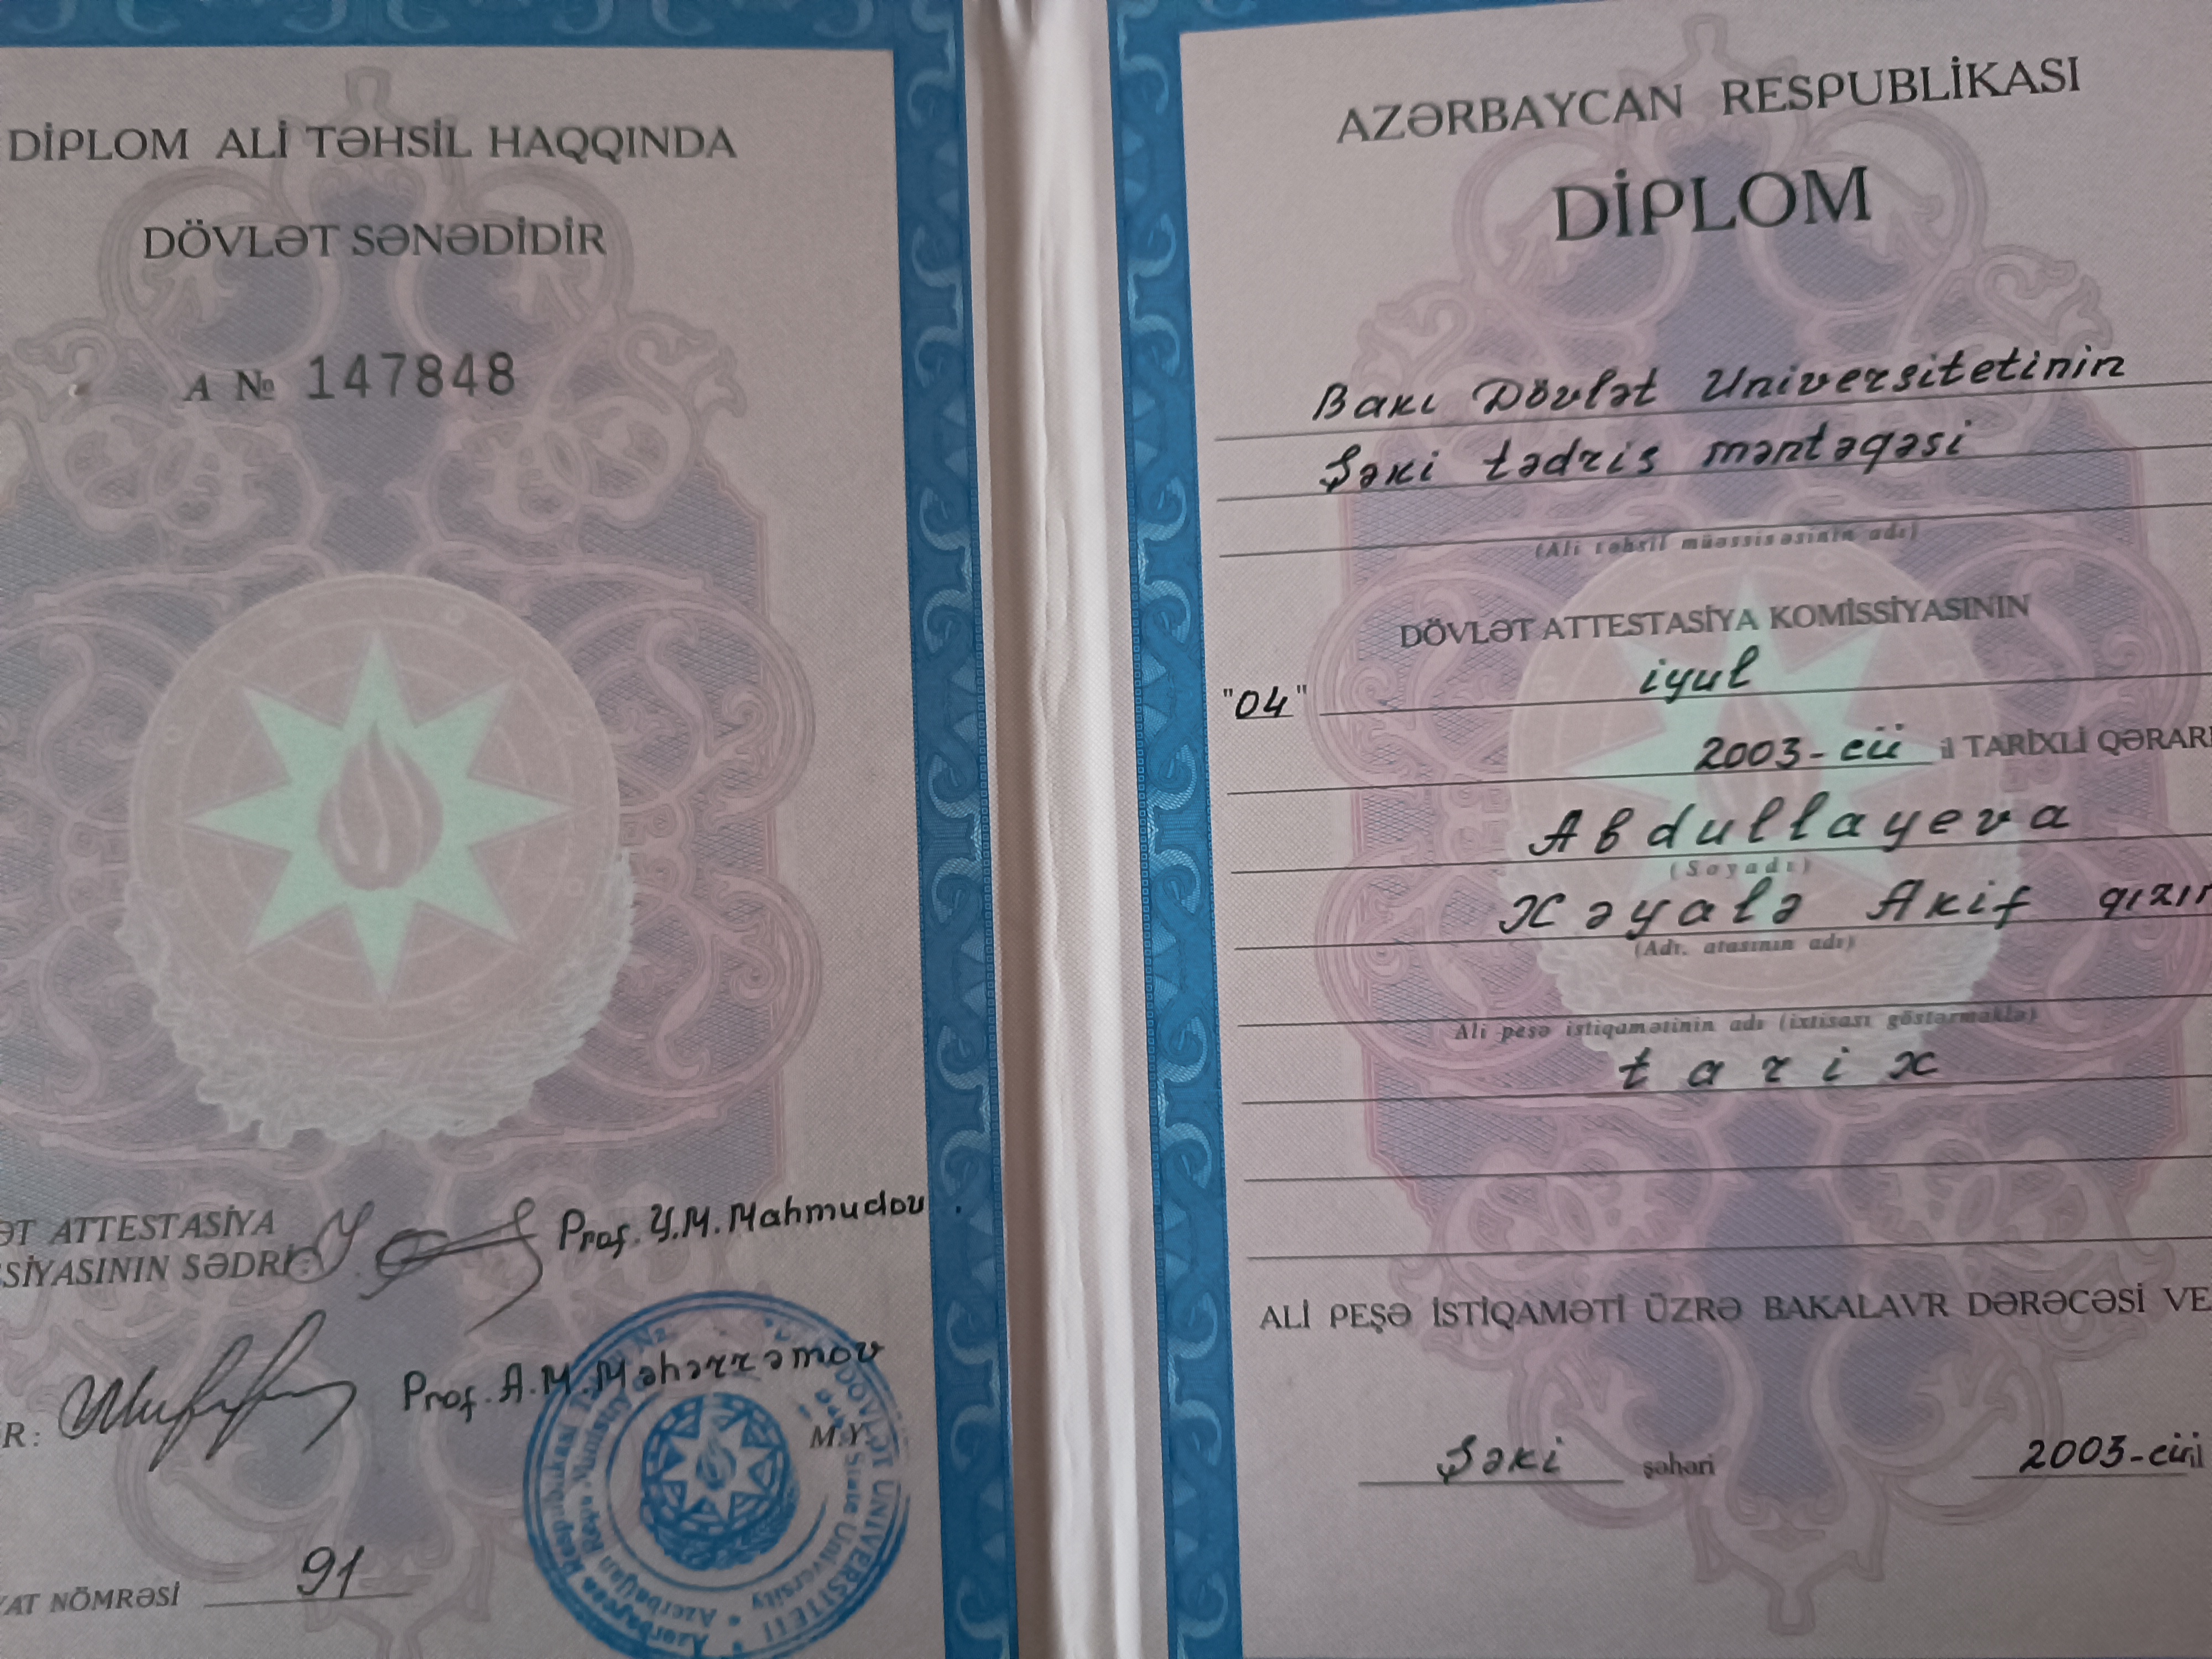 DİPLOM ALİ TƏHSİL HAQQINDA
DÖVLƏT SƏNƏDİDİR
A № 147848
ƏT ATTESTASİYA
SİYASININ SƏDRİ:
Prof. Y.M.Mahmudov
R:
Prof. A.M.Məhərrəmov
M.Y.
YAT NÖMRƏSİ 91
AZƏRBAYCAN RESPUBLİKASI
DİPLOM
Bakı Dövlət Universitetinin
Şəki tədris məntəqəsi
(Ali təhsil müəssisəsinin adı)
DÖVLƏT ATTESTASİYA KOMİSSİYASININ
"04" iyul
2003-cü il TARİXLİ QƏRARI
Abdullayeva
(Soyadı)
Xəyalə Akif qızın
(Adı, atasının adı)
Ali peşə istiqamətinin adı (ixtisası göstərməklə)
tarix
ALİ PEŞƏ İSTİQAMƏTİ ÜZRƏ BAKALAVR DƏRƏCƏSİ VE
Şəki şəhəri 2003-cü il